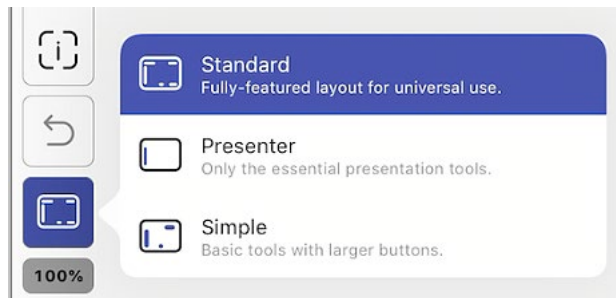 Standard
Fully-featured layout for universal use.
Presenter
Only the essential presentation tools.
Simple
Basic tools with larger buttons.
100%